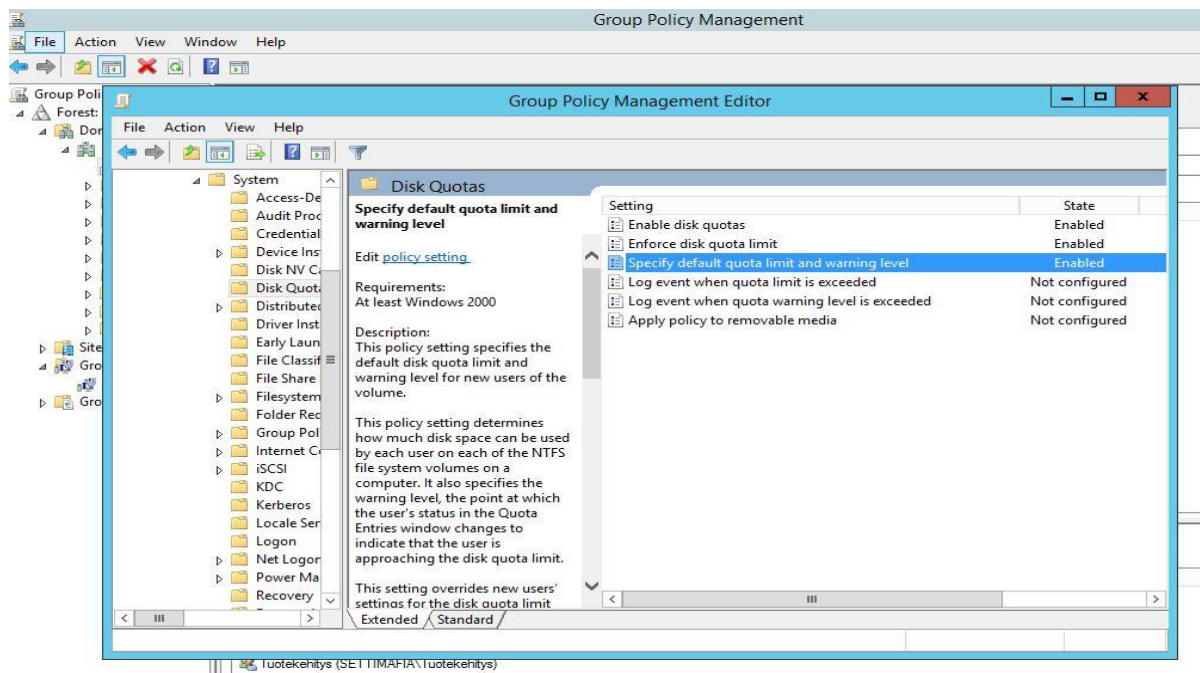 Group Policy Management
File Action View Window Help
Group Poli
Forest:
Dor
Site
Gro
Gro
Group Policy Management Editor
File Action View Help
System
Access-De
Audit Proc
Credential
Device Ins
Disk NV Ca
Disk Quota
Distributed
Driver Inst
Early Laun
File Classif
File Share
Filesystem
Folder Red
Group Pol
Internet Co
iSCSI
KDC
Kerberos
Locale Ser
Logon
Net Logon
Power Ma
Recovery
Disk Quotas
Specify default quota limit and
warning level
Edit policy setting
Requirements:
At least Windows 2000
Description:
This policy setting specifies the
default disk quota limit and
warning level for new users of the
volume.
This policy setting determines
how much disk space can be used
by each user on each of the NTFS
file system volumes on a
computer. It also specifies the
warning level, the point at which
the user's status in the Quota
Entries window changes to
indicate that the user is
approaching the disk quota limit.
This setting overrides new users'
settings for the disk quota limit
Setting State
Enable disk quotas Enabled
Enforce disk quota limit Enabled
Specify default quota limit and warning level Enabled
Log event when quota limit is exceeded Not configured
Log event when quota warning level is exceeded Not configured
Apply policy to removable media Not configured
Extended Standard
Tuotekehitys (SETTIMAFIA\Tuotekehitys)